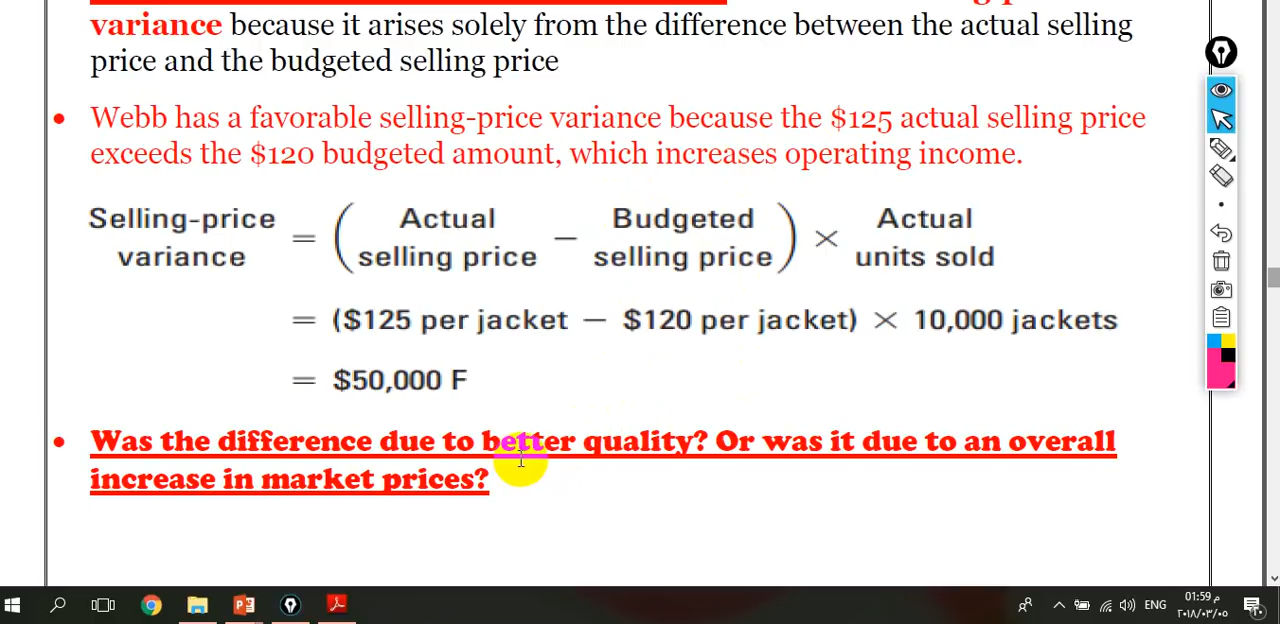 variance because it arises solely from the difference between the actual selling
price and the budgeted selling price
• Webb has a favorable selling-price variance because the $125 actual selling price
exceeds the $120 budgeted amount, which increases operating income.
Selling-price variance = (Actual selling price − Budgeted selling price) × Actual units sold
= ($125 per jacket − $120 per jacket) × 10,000 jackets
= $50,000 F
• Was the difference due to better quality? Or was it due to an overall
increase in market prices?
ENG
01:59 م
٢٠١٨/٠٣/٠٥